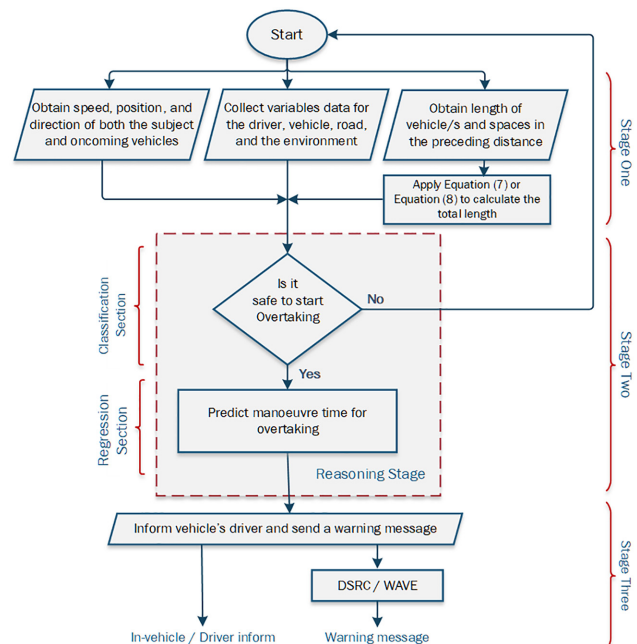 Start
Obtain speed, position, and
direction of both the subject
and oncoming vehicles
Collect variables data for
the driver, vehicle, road,
and the environment
Obtain length of
vehicle/s and spaces in
the preceding distance
Apply Equation (7) or
Equation (8) to calculate the
total length
Stage One
Is it
safe to start
Overtaking
No
Yes
Classification
Section
Predict manoeuvre time for
overtaking
Regression
Section
Reasoning Stage
Stage Two
Inform vehicle's driver and send a warning message
DSRC / WAVE
In-vehicle / Driver inform
Warning message
Stage Three